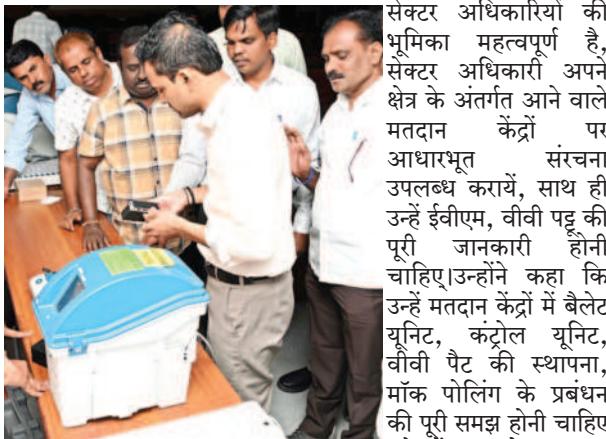 सेक्टर अधिकारियों की
भूमिका महत्वपूर्ण है,
सेक्टर अधिकारी अपने
क्षेत्र के अंतर्गत आने वाले
मतदान केंद्रों पर
आधारभूत संरचना
उपलब्ध करायें, साथ ही
उन्हें ईवीएम, वीवी पट्टू की
पूरी जानकारी होनी
चाहिए।उन्होंने कहा कि
उन्हें मतदान केंद्रों में बैलेट
यूनिट, कंट्रोल यूनिट,
वीवी पैट की स्थापना,
मॉक पोलिंग के प्रबंधन
की पूरी समझ होनी चाहिए